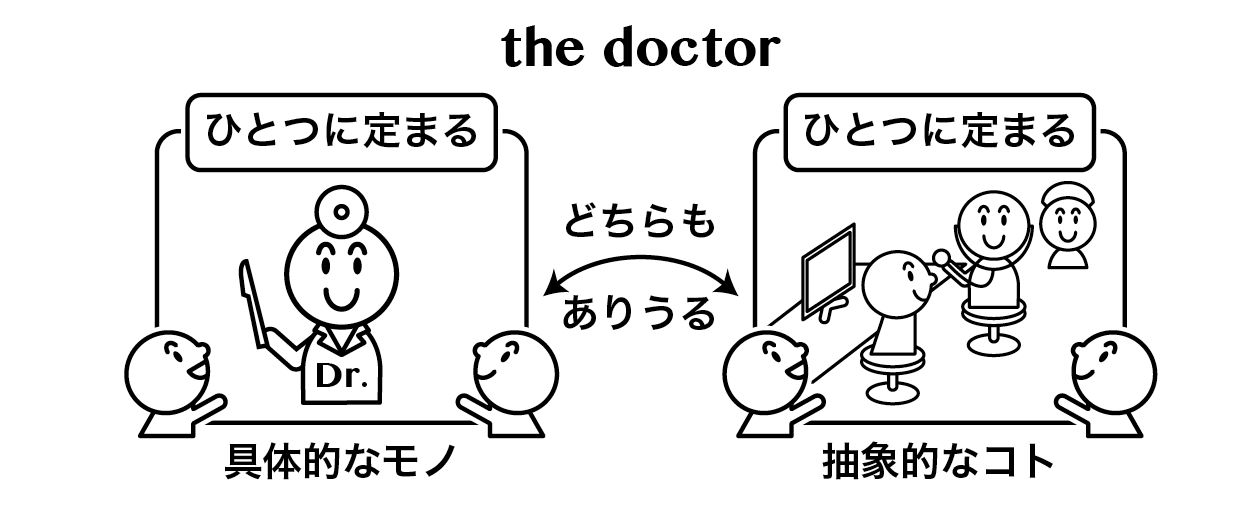 the doctor
ひとつに定まる
ひとつに定まる
どちらも
ありうる
Dr.
具体的なモノ
抽象的なコト